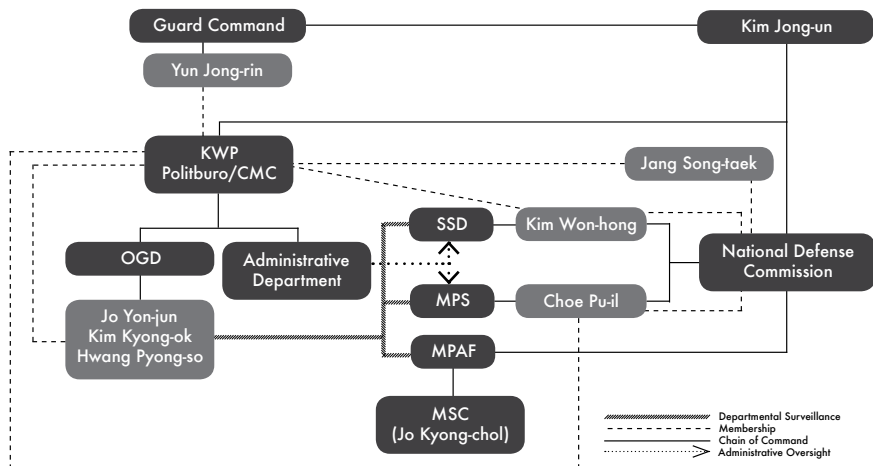 Guard Command
Kim Jong-un
Yun Jong-rin
KWP
Politburo/CMC
Jang Song-taek
SSD
Kim Won-hong
OGD
Administrative
Department
National Defense
Commission
MPS
Choe Pu-il
Jo Yon-jun
Kim Kyong-ok
Hwang Pyong-so
MPAF
MSC
(Jo Kyong-chol)
Departmental Surveillance
Membership
Chain of Command
Administrative Oversight